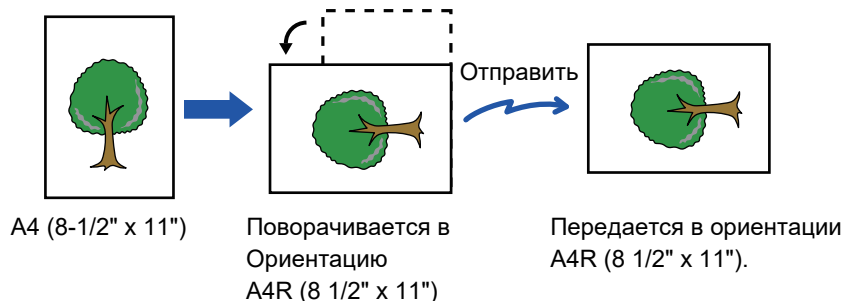 Отправить
A4 (8-1/2" x 11")
Поворачивается в
Ориентацию
A4R (8 1/2" x 11")
Передается в ориентации
A4R (8 1/2" x 11").